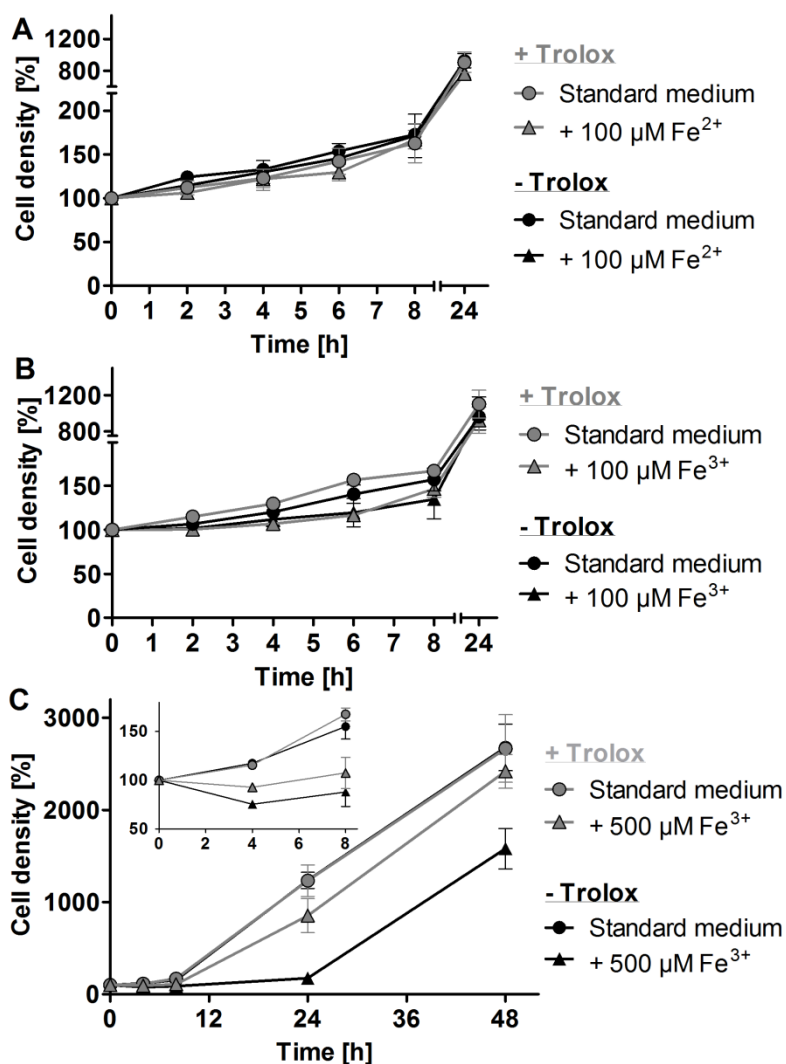 A
Cell density [%]
1200
800
200
150
100
50
0
0 1 2 3 4 5 6 7 8 24
Time [h]
+ Trolox
Standard medium
+ 100 µM Fe²⁺
- Trolox
Standard medium
+ 100 µM Fe²⁺
B
Cell density [%]
1200
800
150
100
50
0
0 1 2 3 4 5 6 7 8 24
Time [h]
+ Trolox
Standard medium
+ 100 µM Fe³⁺
- Trolox
Standard medium
+ 100 µM Fe³⁺
C
Cell density [%]
3000
2000
1000
0
150
100
50
0 2 4 6 8
0 12 24 36 48
Time [h]
+ Trolox
Standard medium
+ 500 µM Fe³⁺
- Trolox
Standard medium
+ 500 µM Fe³⁺